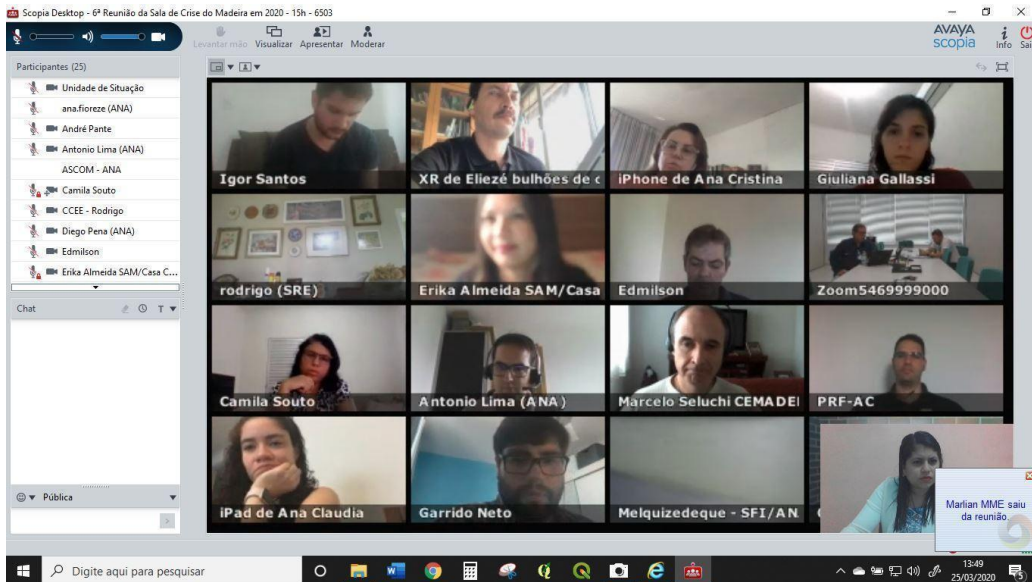 Scopia Desktop - 6ª Reunião da Sala de Crise do Madeira em 2020 - 15h - 6503
Levantar mão Visualizar Apresentar Moderar
AVAYA
scopia
Info Sai
Participantes (25)
Unidade de Situação
ana.fioreze (ANA)
André Pante
Antonio Lima (ANA)
ASCOM - ANA
Camila Souto
CCEE - Rodrigo
Diego Pena (ANA)
Edmilson
Erika Almeida SAM/Casa C...
Chat
T
Pública
Igor Santos
XR de Eliezé bulhões de c
iPhone de Ana Cristina
Giuliana Gallassi
rodrigo (SRE)
Erika Almeida SAM/Casa
Edmilson
Zoom5469999000
Camila Souto
Antonio Lima (ANA)
Marcelo Seluchi CEMADEI
PRF-AC
iPad de Ana Claudia
Garrido Neto
Melquizedeque - SFI/AN
Marlian MME saiu
da reunião.
Digite aqui para pesquisar
13:49
25/03/2020